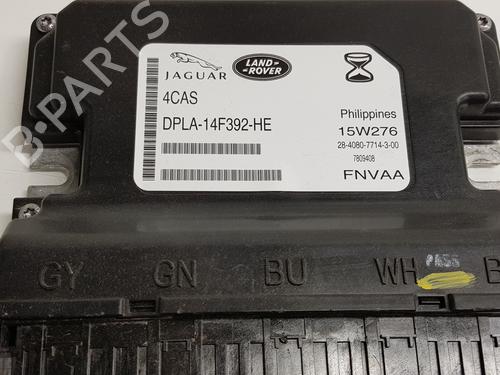 B-PARTS
JAGUAR
LAND-
ROVER
4CAS
DPLA-14F392-HE
Philippines
15W276
28-4080-7714-3-00
7809408
FNVAA
GY GN BU WH
PASS